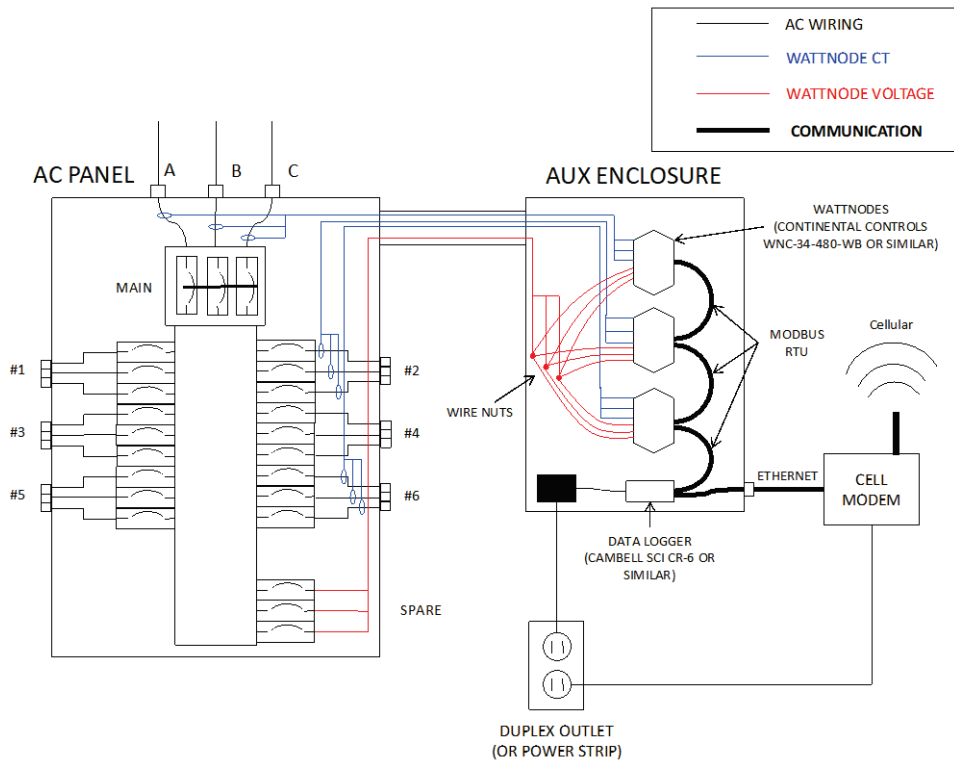 AC WIRING
WATTNODE CT
WATTNODE VOLTAGE
COMMUNICATION
A
B
C
AC PANEL
AUX ENCLOSURE
WATTNODES
(CONTINENTAL CONTROLS
WNC-34-480-WB OR SIMILAR)
MAIN
MODBUS
RTU
Cellular
#1
#2
WIRE NUTS
#3
#4
#5
#6
ETHERNET
CELL
MODEM
DATA LOGGER
(CAMBELL SCI CR-6 OR
SIMILAR)
SPARE
DUPLEX OUTLET
(OR POWER STRIP)